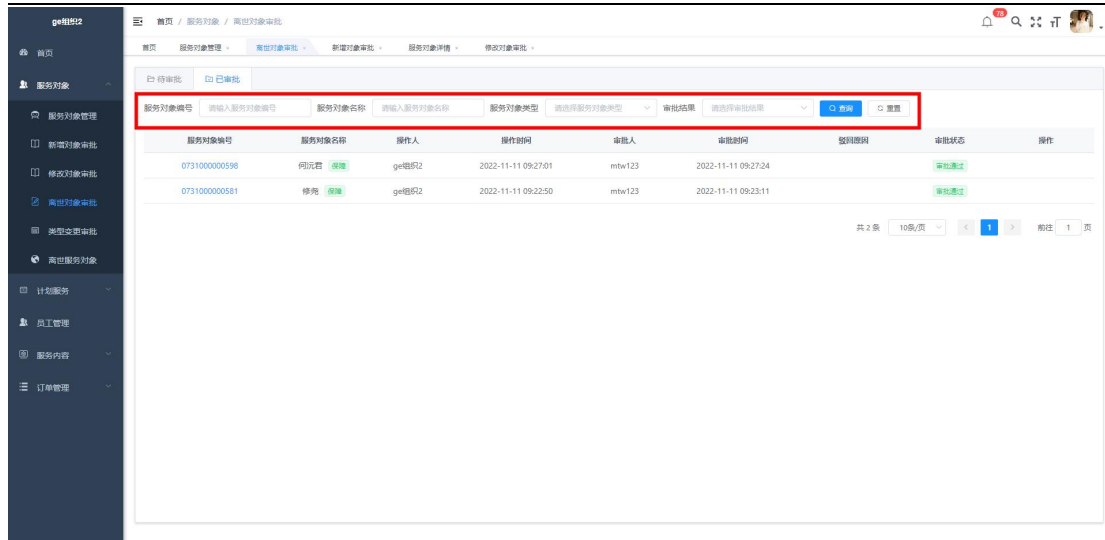 ge组织2
首页 / 服务对象 / 离世对象审批
78
首页
服务对象管理
离世对象审批
新增对象审批
服务对象详情
修改对象审批
首页
服务对象
服务对象管理
新增对象审批
修改对象审批
离世对象审批
类型变更审批
离世服务对象
计划服务
员工管理
服务内容
订单管理
待审批 已审批
服务对象编号 请输入服务对象编号 服务对象名称 请输入服务对象名称 服务对象类型 请选择服务对象类型 审批结果 请选择审批结果 查询 重置
服务对象编号 服务对象名称 操作人 操作时间 审批人 审批时间 驳回原因 审批状态 操作
0731000000598 何沅君 保障 ge组织2 2022-11-11 09:27:01 mtw123 2022-11-11 09:27:24 审批通过
0731000000581 修尧 保障 ge组织2 2022-11-11 09:22:50 mtw123 2022-11-11 09:23:11 审批通过
共 2 条 10条/页 1 前往 1 页